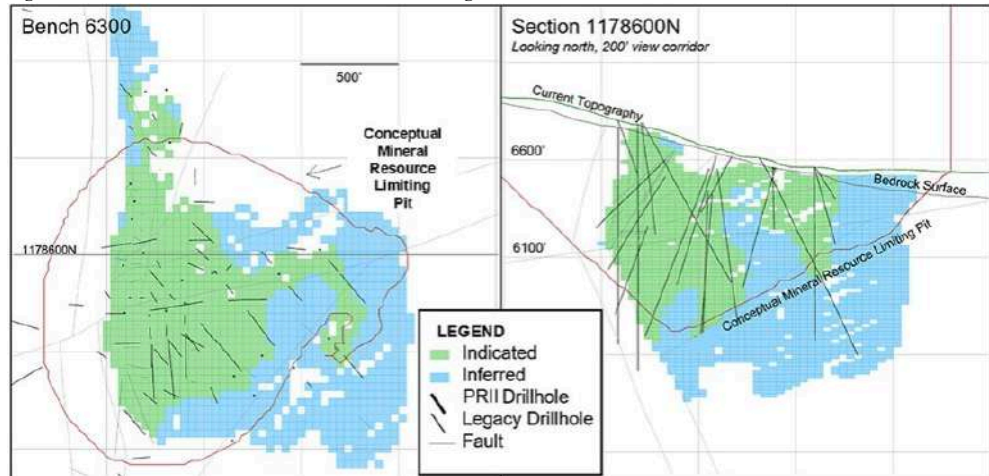 Bench 6300
500'
Conceptual
Mineral
Resource
Limiting
Pit
1178600N
Section 1178600N
Looking north, 200' view corridor
Current Topography
6600'
Bedrock Surface
6100'
Conceptual Mineral Resource Limiting Pit
LEGEND
Indicated
Inferred
PRII Drillhole
Legacy Drillhole
Fault